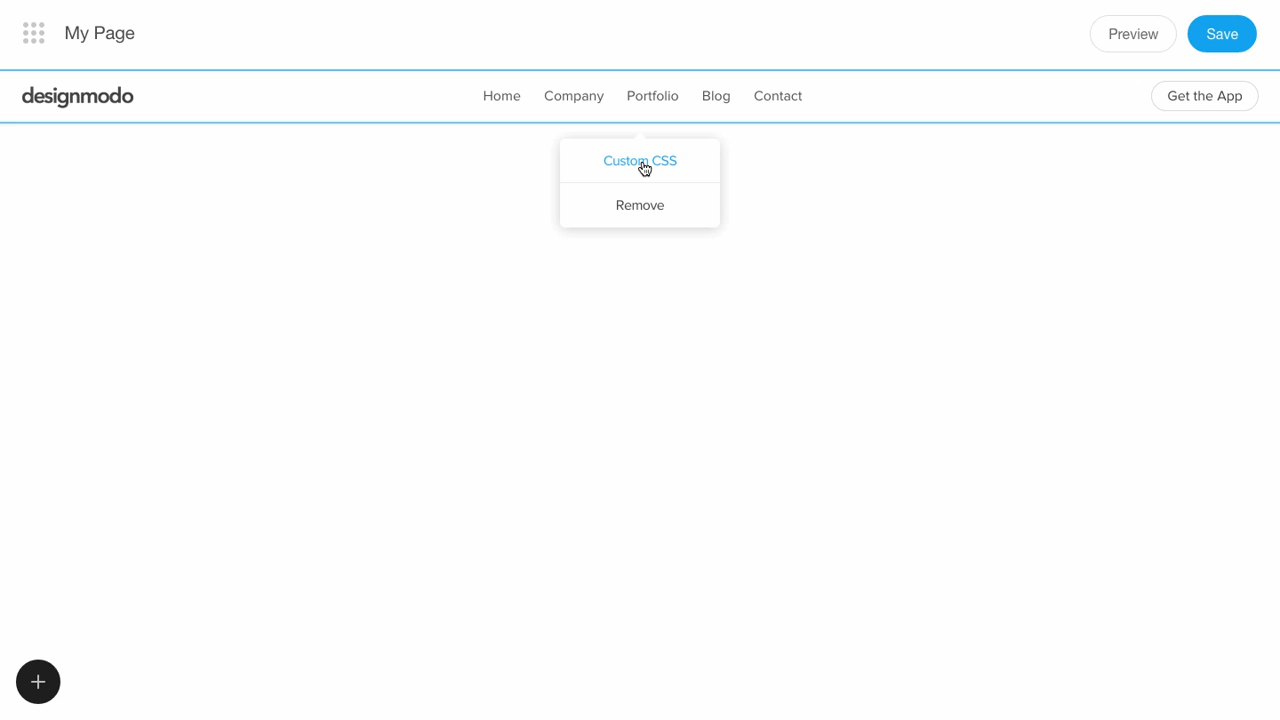 My Page
Preview
Save
designmodo
Home Company Portfolio Blog Contact
Get the App
Custom CSS
Remove